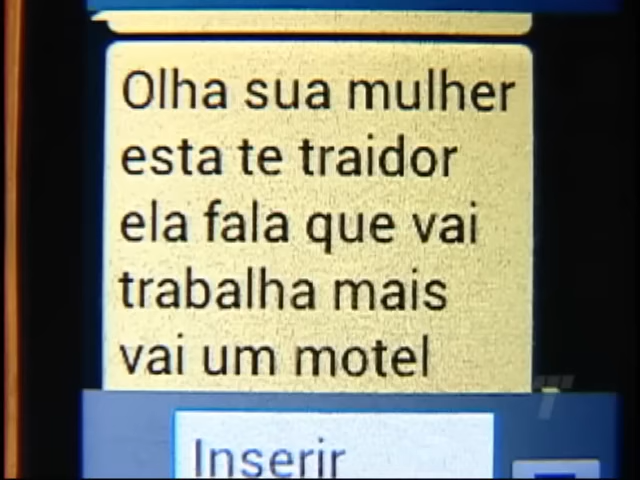 Olha sua mulher
esta te traidor
ela fala que vai
trabalha mais
vai um motel
Inserir